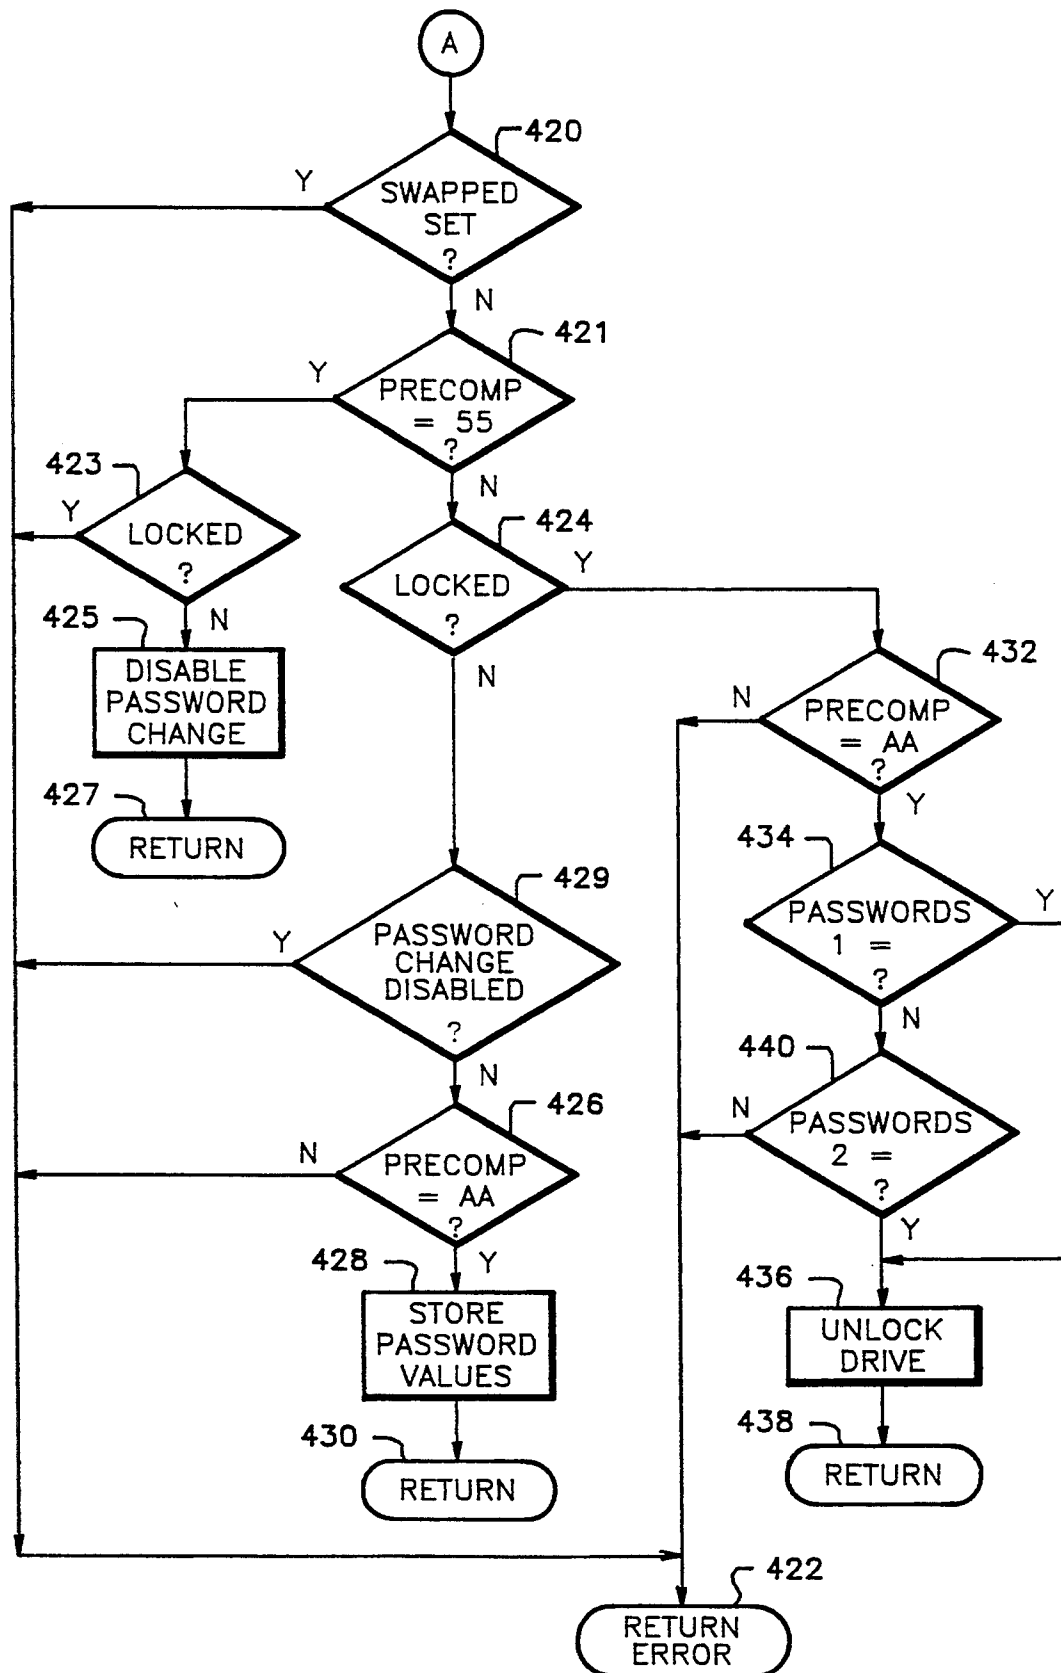 A
420
Y
SWAPPED
SET
?
N
421
Y
PRECOMP
= 55
?
N
423
Y
LOCKED
?
N
424
Y
LOCKED
?
N
425
DISABLE
PASSWORD
CHANGE
427
RETURN
432
N
PRECOMP
= AA
?
Y
434
Y
PASSWORDS
1 =
?
N
429
Y
PASSWORD
CHANGE
DISABLED
?
N
440
N
PASSWORDS
2 =
?
Y
426
N
PRECOMP
= AA
?
Y
428
STORE
PASSWORD
VALUES
436
UNLOCK
DRIVE
430
RETURN
438
RETURN
422
RETURN
ERROR